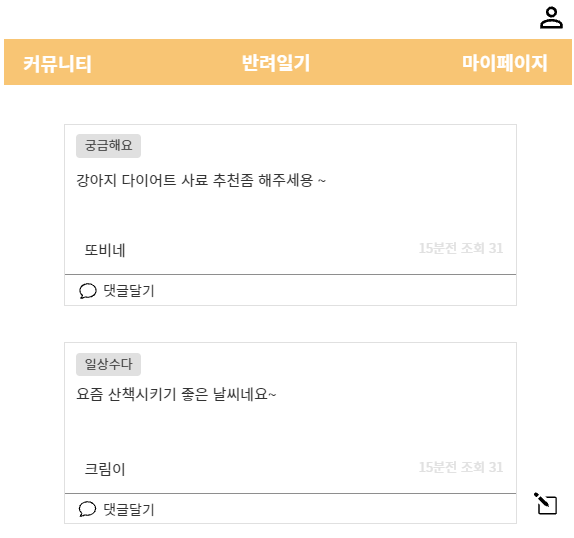 커뮤니티 반려일기 마이페이지
궁금해요
강아지 다이어트 사료 추천좀 해주세용 ~
또비네 15분전 조회 31
댓글달기
일상수다
요즘 산책시키기 좋은 날씨네요~
크림이 15분전 조회 31
댓글달기